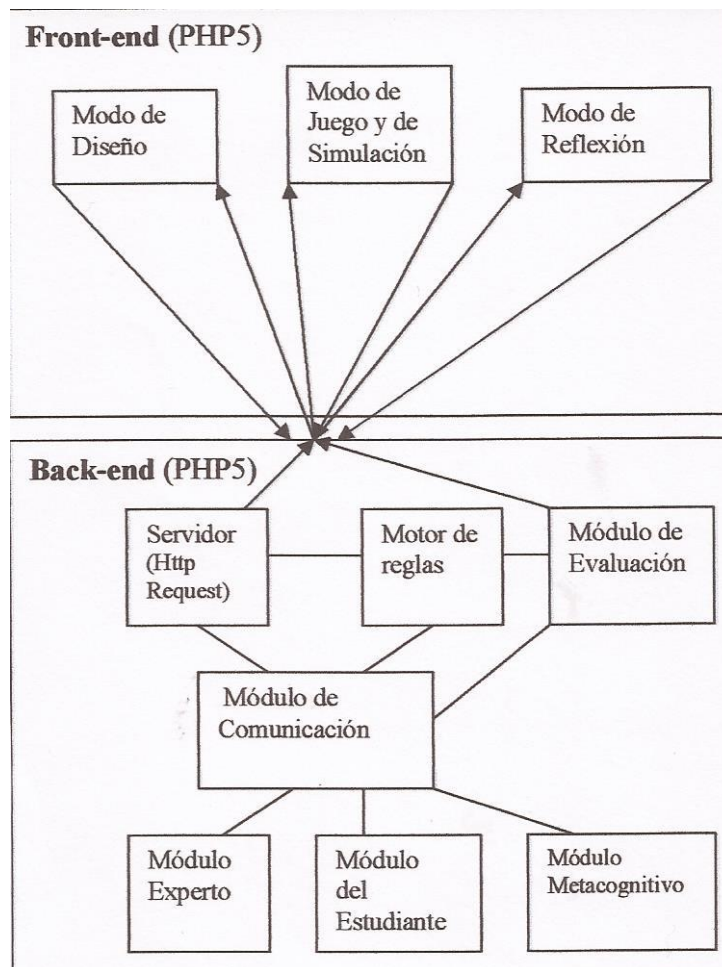 Front-end (PHP5)
Modo de
Diseño
Modo de
Juego y de
Simulación
Modo de
Reflexión
Back-end (PHP5)
Servidor
(Http
Request)
Motor de
reglas
Módulo de
Evaluación
Módulo de
Comunicación
Módulo
Experto
Módulo
del
Estudiante
Módulo
Metacognitivo